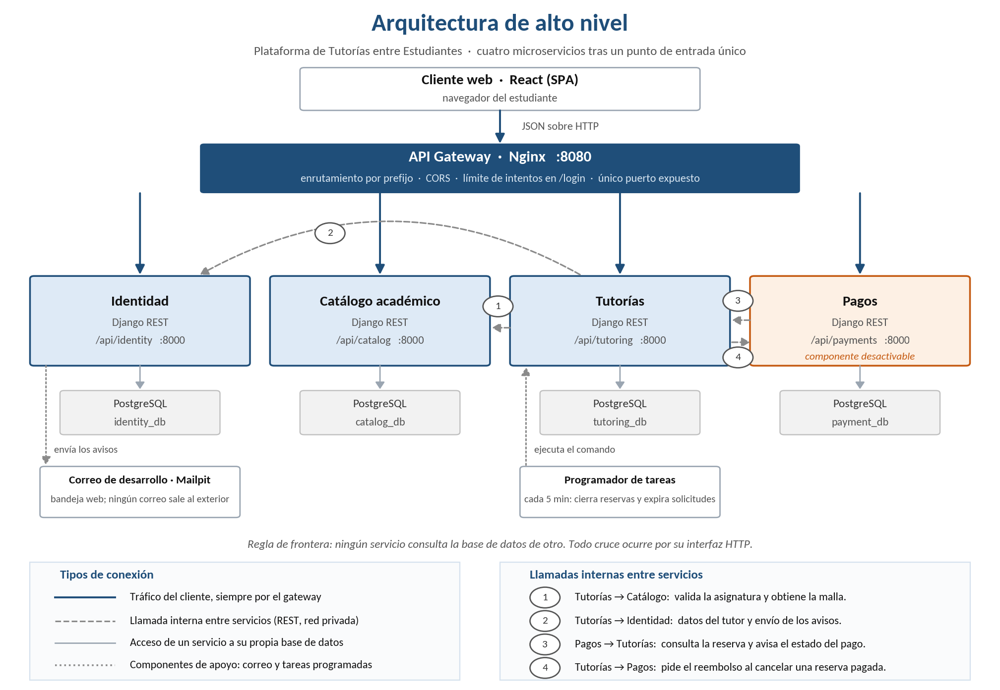 Arquitectura de alto nivel
Plataforma de Tutorías entre Estudiantes · cuatro microservicios tras un punto de entrada único
Cliente web · React (SPA)
navegador del estudiante
JSON sobre HTTP
API Gateway · Nginx :8080
enrutamiento por prefijo · CORS · límite de intentos en /login · único puerto expuesto
2
Identidad
Django REST
/api/identity :8000
Catálogo académico
Django REST
/api/catalog :8000
1
Tutorías
Django REST
/api/tutoring :8000
3
4
Pagos
Django REST
/api/payments :8000
componente desactivable
PostgreSQL
identity_db
PostgreSQL
catalog_db
PostgreSQL
tutoring_db
PostgreSQL
payment_db
envía los avisos
ejecuta el comando
Correo de desarrollo · Mailpit
bandeja web; ningún correo sale al exterior
Programador de tareas
cada 5 min: cierra reservas y expira solicitudes
Regla de frontera: ningún servicio consulta la base de datos de otro. Todo cruce ocurre por su interfaz HTTP.
Tipos de conexión
Tráfico del cliente, siempre por el gateway
Llamada interna entre servicios (REST, red privada)
Acceso de un servicio a su propia base de datos
Componentes de apoyo: correo y tareas programadas
Llamadas internas entre servicios
1 Tutorías → Catálogo: valida la asignatura y obtiene la malla.
2 Tutorías → Identidad: datos del tutor y envío de los avisos.
3 Pagos → Tutorías: consulta la reserva y avisa el estado del pago.
4 Tutorías → Pagos: pide el reembolso al cancelar una reserva pagada.